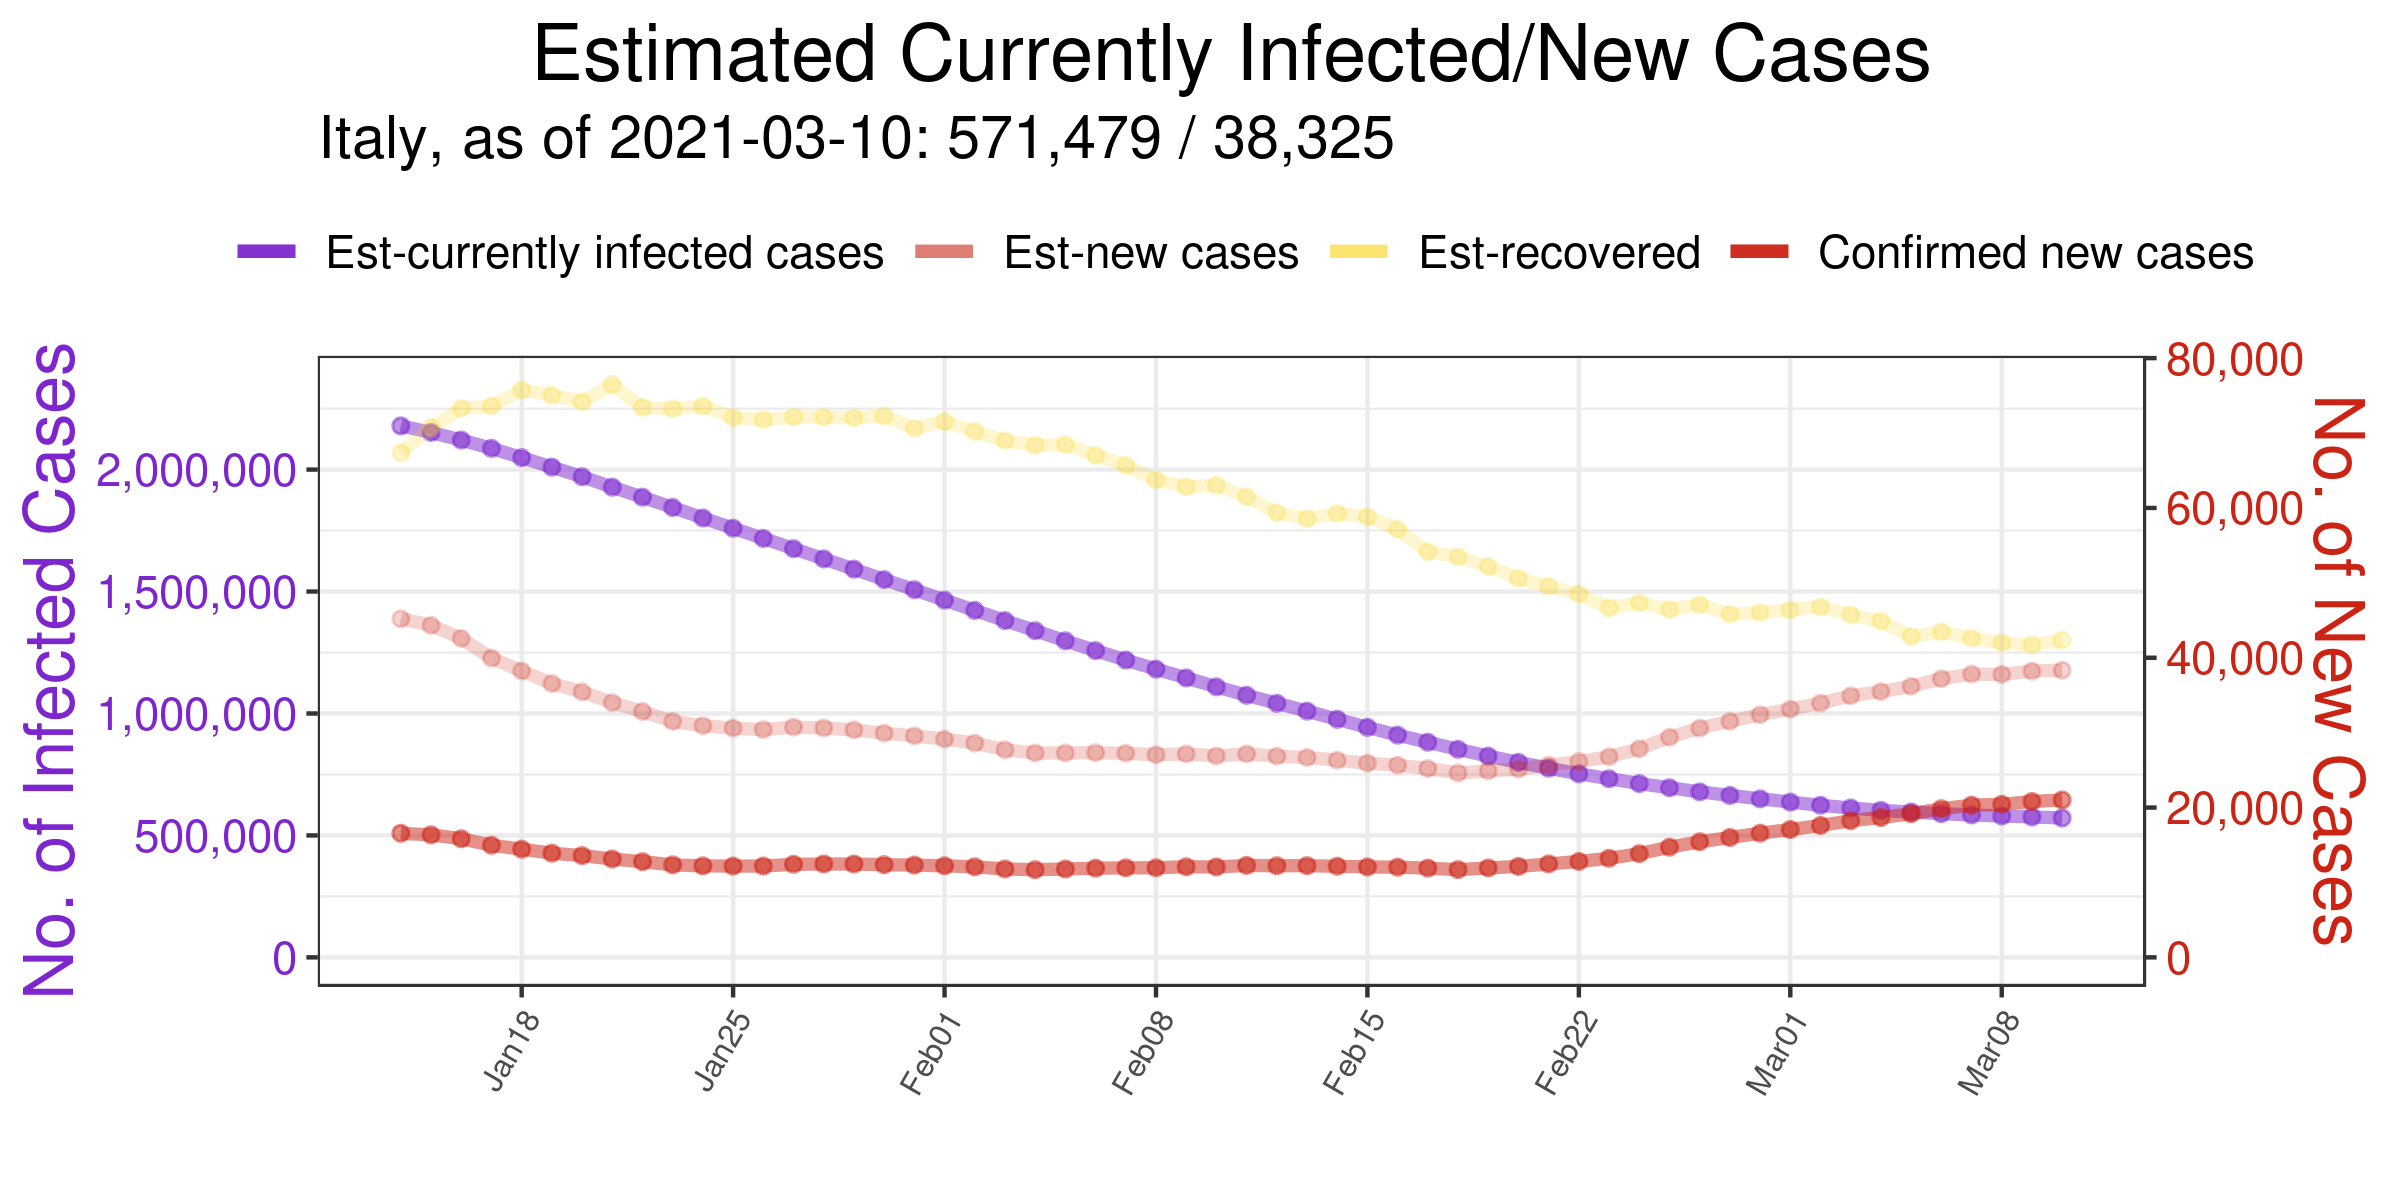 Estimated Currently Infected/New Cases
Italy, as of 2021-03-10: 571,479 / 38,325
Est-currently infected cases Est-new cases Est-recovered Confirmed new cases
No. of Infected Cases
2,000,000
1,500,000
1,000,000
500,000
0
80,000
60,000
40,000
20,000
0
No. of New Cases
Jan18 Jan25 Feb01 Feb08 Feb15 Feb22 Mar01 Mar08